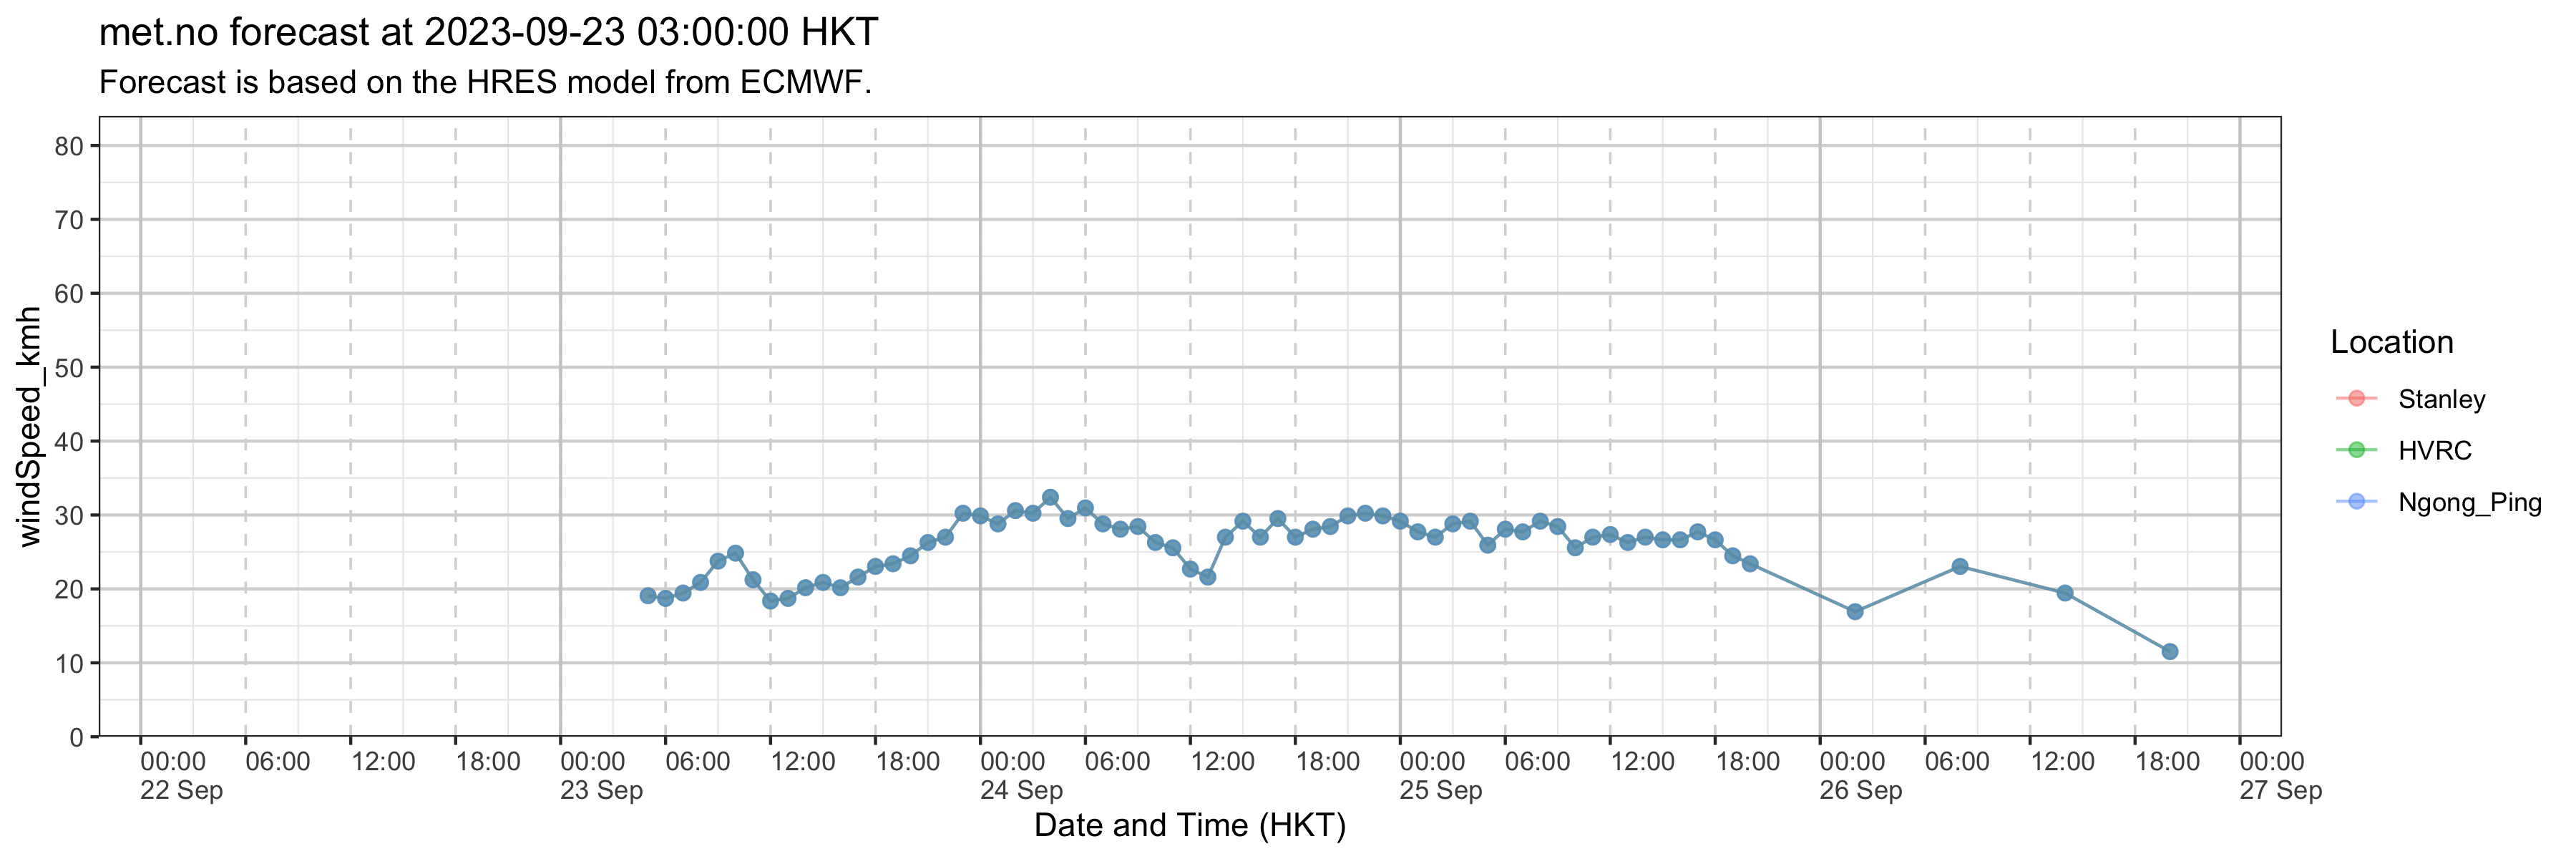 met.no forecast at 2023-09-23 03:00:00 HKT
Forecast is based on the HRES model from ECMWF.
windSpeed_kmh
80
70
60
50
40
30
20
10
0
00:00 06:00 12:00 18:00 00:00 06:00 12:00 18:00 00:00 06:00 12:00 18:00 00:00 06:00 12:00 18:00 00:00 06:00 12:00 18:00 00:00
22 Sep 23 Sep 24 Sep 25 Sep 26 Sep 27 Sep
Date and Time (HKT)
Location
Stanley
HVRC
Ngong_Ping